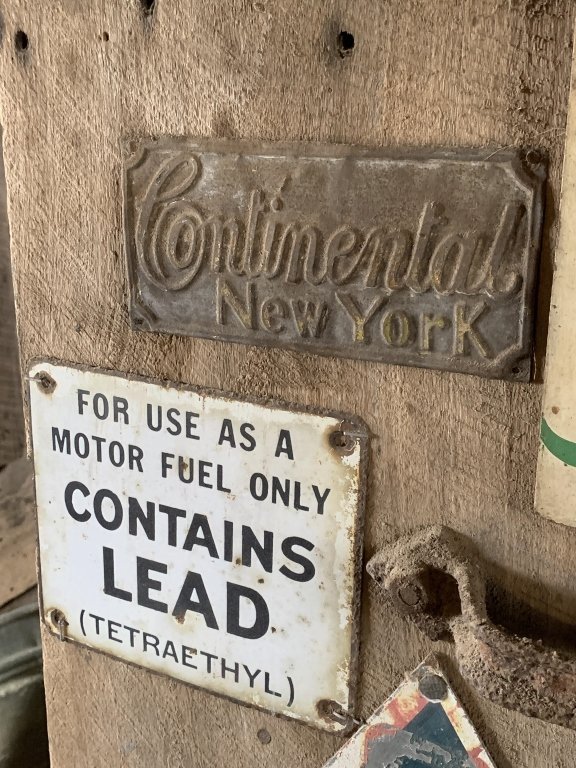 Continental
New York
FOR USE AS A
MOTOR FUEL ONLY
CONTAINS
LEAD
(TETRAETHYL)